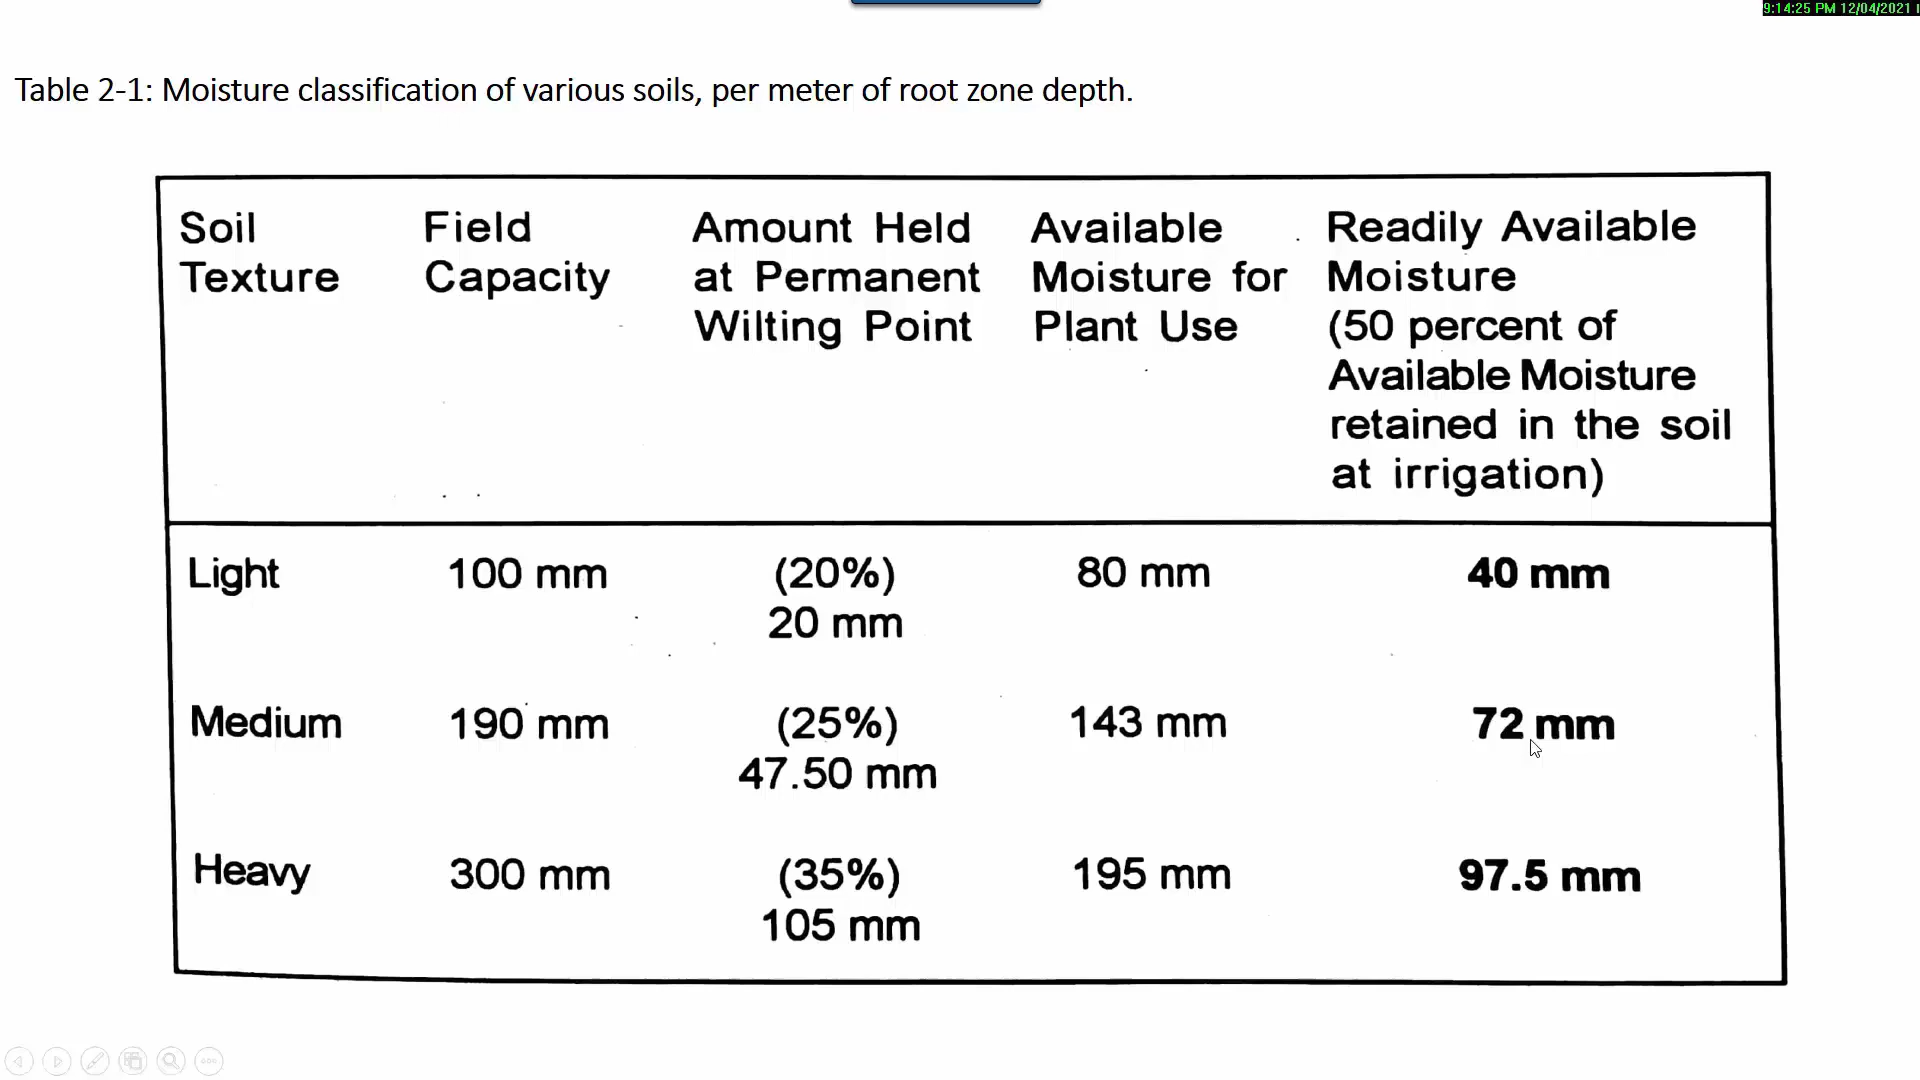 9:14:25 PM 12/04/2021
Table 2-1: Moisture classification of various soils, per meter of root zone depth.
Soil Texture
Field Capacity
Amount Held at Permanent Wilting Point
Available Moisture for Plant Use
Readily Available Moisture (50 percent of Available Moisture retained in the soil at irrigation)
Light 100 mm (20%) 80 mm 40 mm
20 mm
Medium 190 mm (25%) 143 mm 72 mm
47.50 mm
Heavy 300 mm (35%) 195 mm 97.5 mm
105 mm